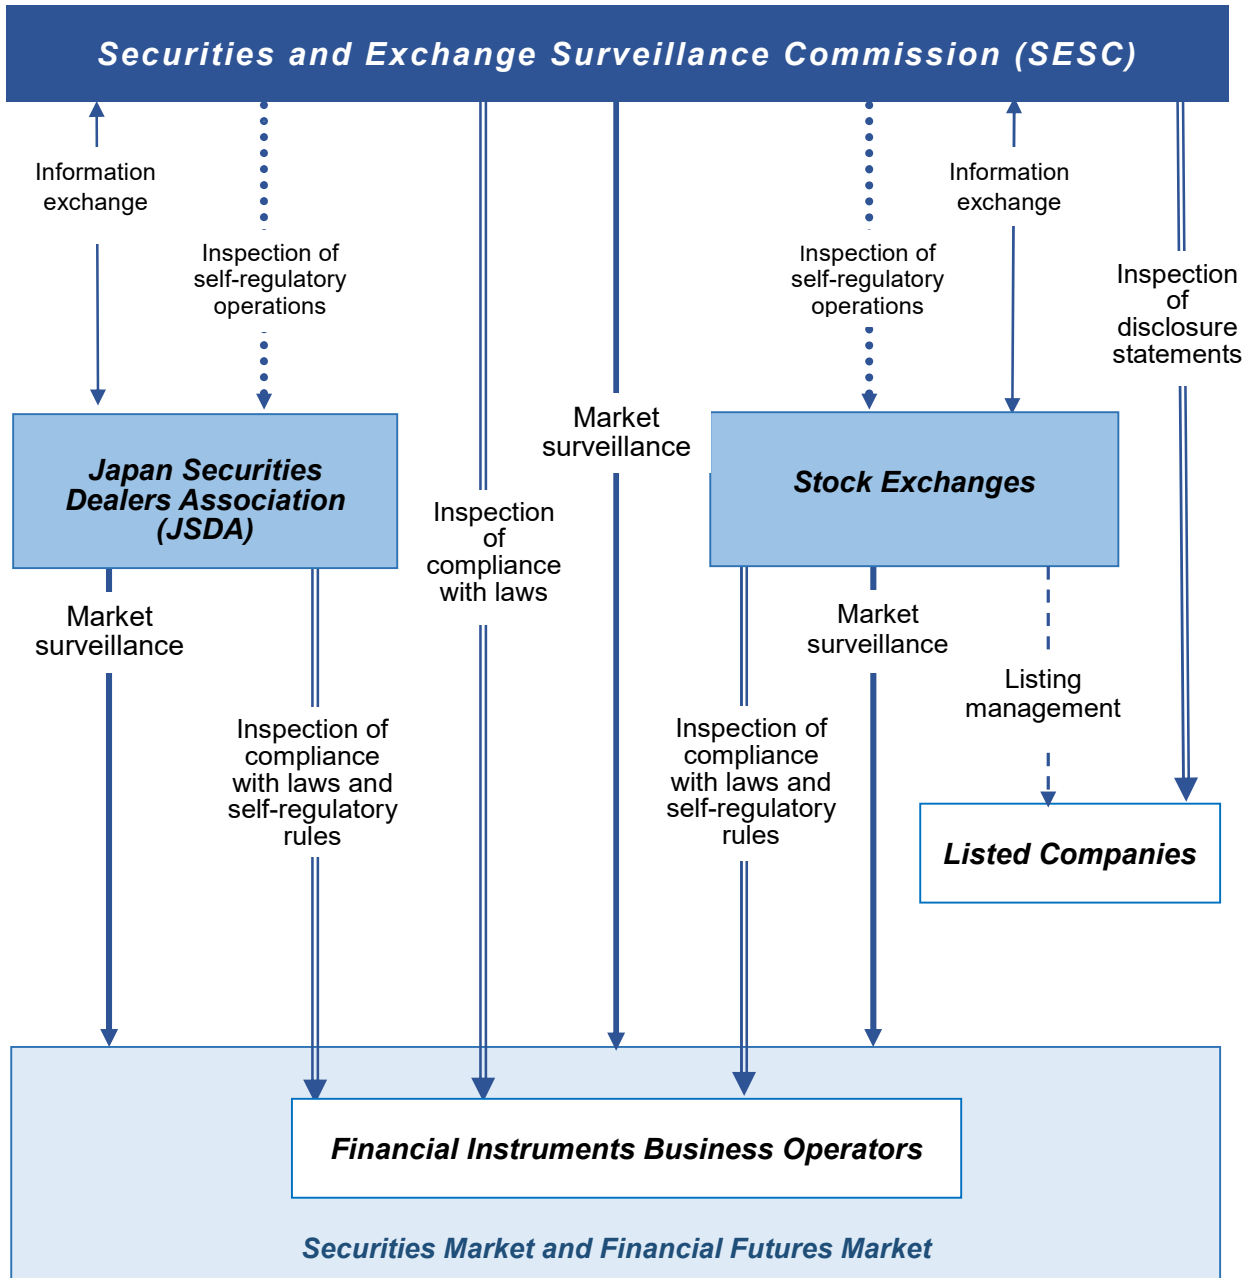 Securities and Exchange Surveillance Commission (SESC)
Information
exchange
Inspection of
self-regulatory
operations
Inspection of
self-regulatory
operations
Information
exchange
Inspection
of
disclosure
statements
Market
surveillance
Japan Securities
Dealers Association
(JSDA)
Stock Exchanges
Inspection
of
compliance
with laws
Market
surveillance
Market
surveillance
Listing
management
Inspection of
compliance
with laws and
self-regulatory
rules
Inspection of
compliance
with laws and
self-regulatory
rules
Listed Companies
Financial Instruments Business Operators
Securities Market and Financial Futures Market